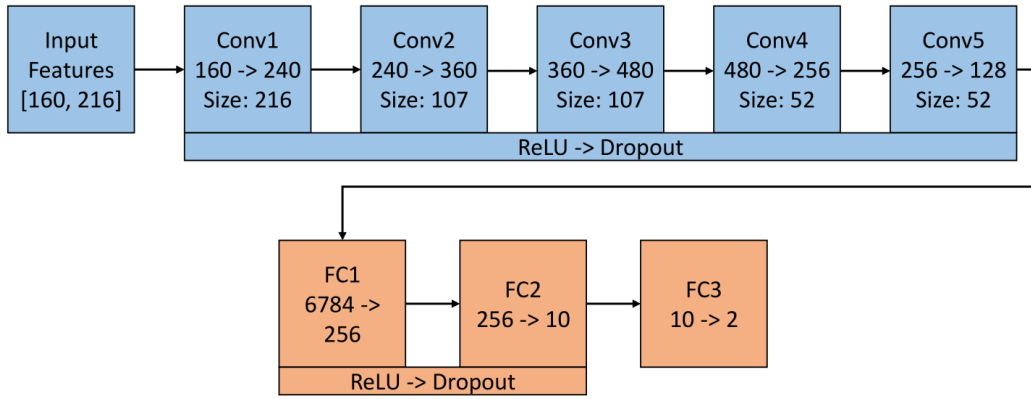 Input
Features
[160, 216]
Conv1
160 -> 240
Size: 216
Conv2
240 -> 360
Size: 107
Conv3
360 -> 480
Size: 107
Conv4
480 -> 256
Size: 52
Conv5
256 -> 128
Size: 52
ReLU -> Dropout
FC1
6784 ->
256
FC2
256 -> 10
FC3
10 -> 2
ReLU -> Dropout